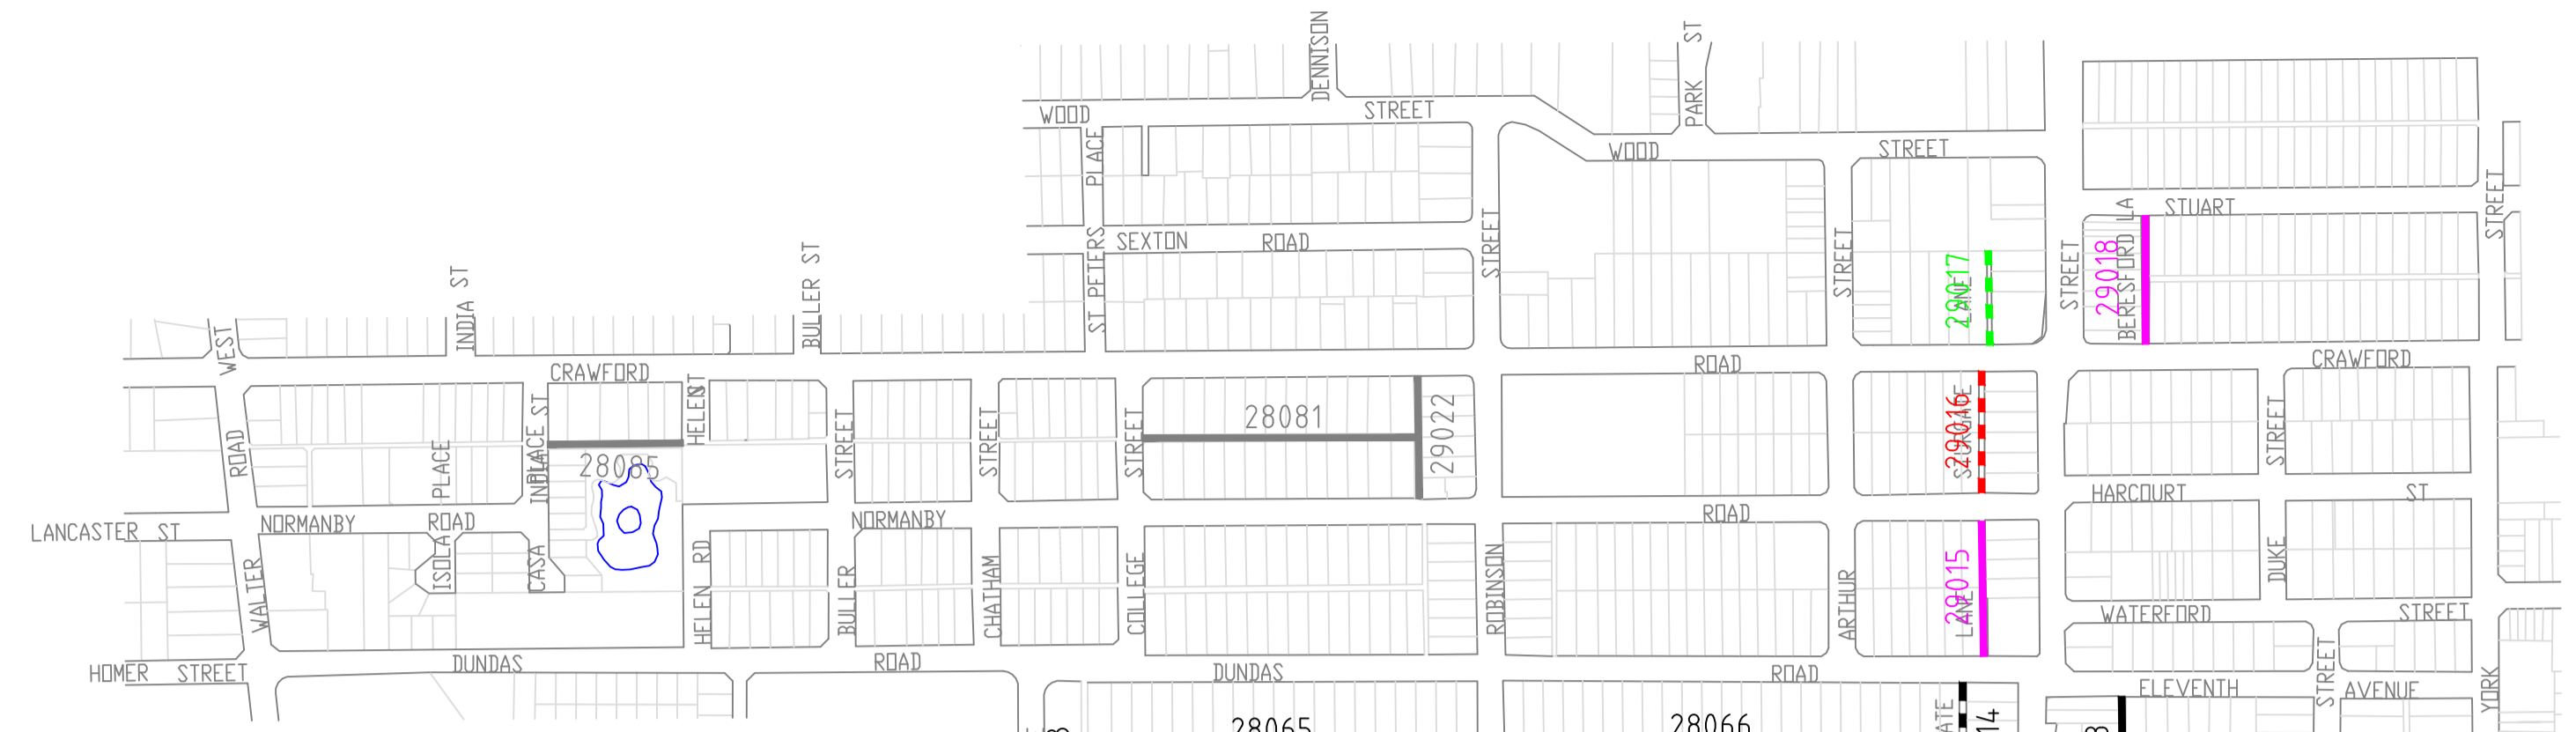 DENNISON
PARK ST
WOOD
STREET
PLACE
WOOD
STREET
STUART
STREET
SEXTON
ROAD
STREET
STREET
STREET
29018
BERESFORD LA
29017
LANE
ST PETERS
INDIA ST
BULLER ST
WEST
CRAWFORD
ROAD
CRAWFORD
HELEN ST
ROAD
PLACE
INDIA
PLACE ST
28085
STREET
STREET
STREET
28081
29022
29016
STREET
HARCOURT
ST
LANCASTER ST
NORMANBY
ROAD
NORMANBY
ROAD
WALTER
ISOLA
CASA
HELEN RD
BULLER
CHATHAM
COLLEGE
ROBINSON
ARTHUR
29015
LANE
DUKE
WATERFORD
STREET
HOMER STREET
DUNDAS
ROAD
DUNDAS
ROAD
ELEVENTH
STREET
AVENUE
YORK
28065
28066
ATE
14